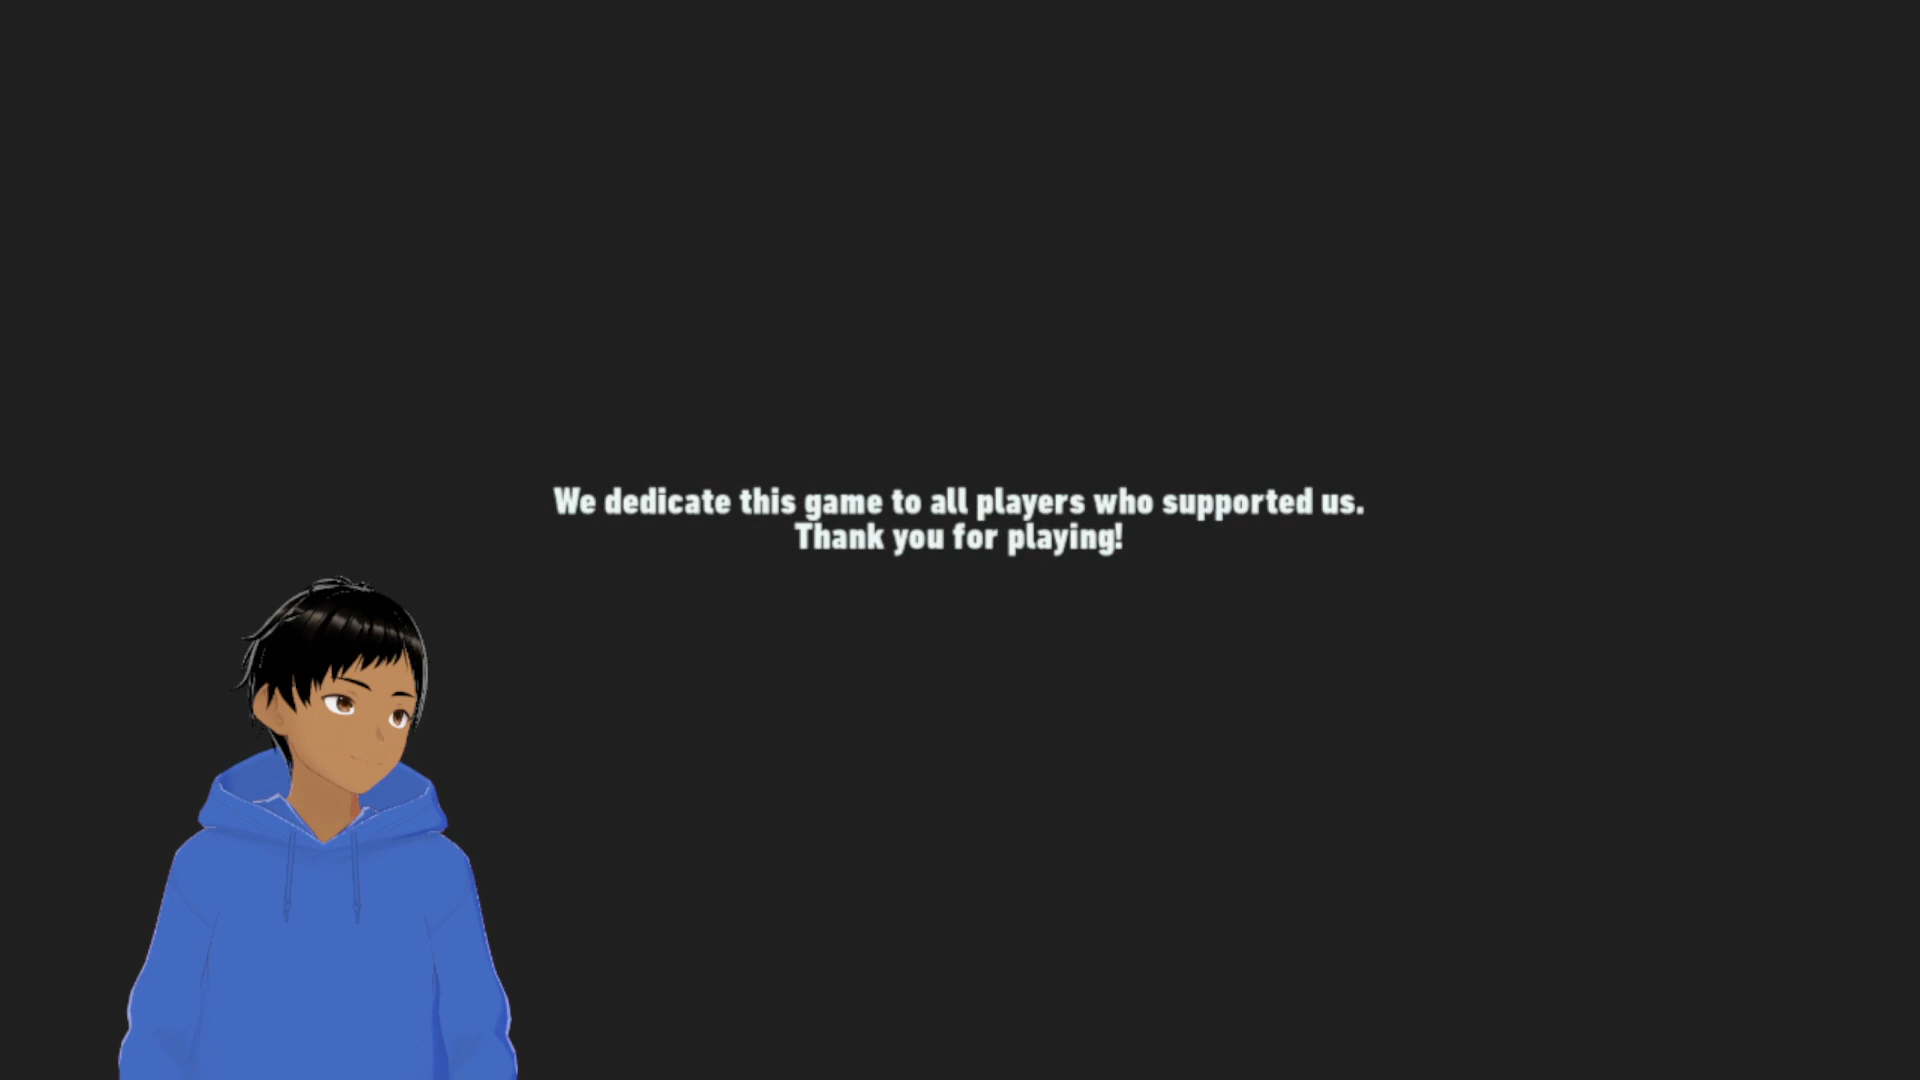 We dedicate this game to all players who supported us.
Thank you for playing!